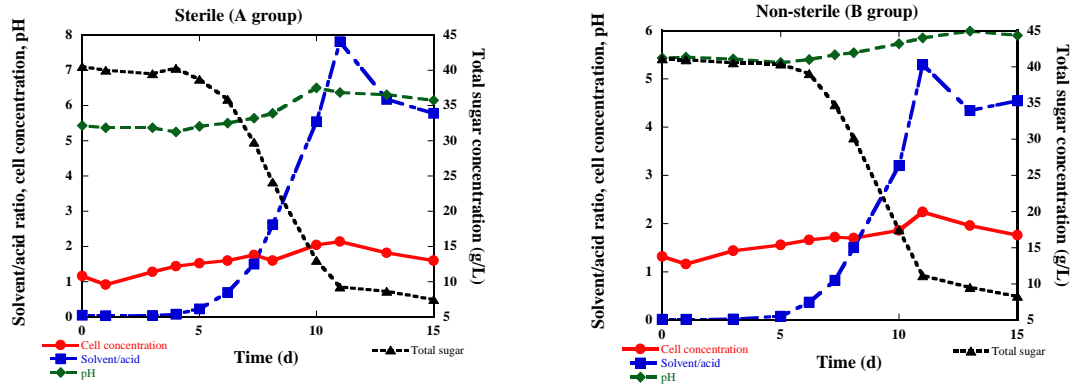 Sterile (A group)
Solvent/acid ratio, cell concentration, pH
8
7
6
5
4
3
2
1
0
45
40
35
30
25
20
15
10
5
Total sugar concentration (g/L)
0 5 10 15
Time (d)
Cell concentration
Solvent/acid
pH
Total sugar
Non-sterile (B group)
Solvent/acid ratio, cell concentration, pH
6
5
4
3
2
1
0
45
40
35
30
25
20
15
10
5
Total sugar concentration (g/L)
0 5 10 15
Time (d)
Cell concentration
Solvent/acid
pH
Total sugar